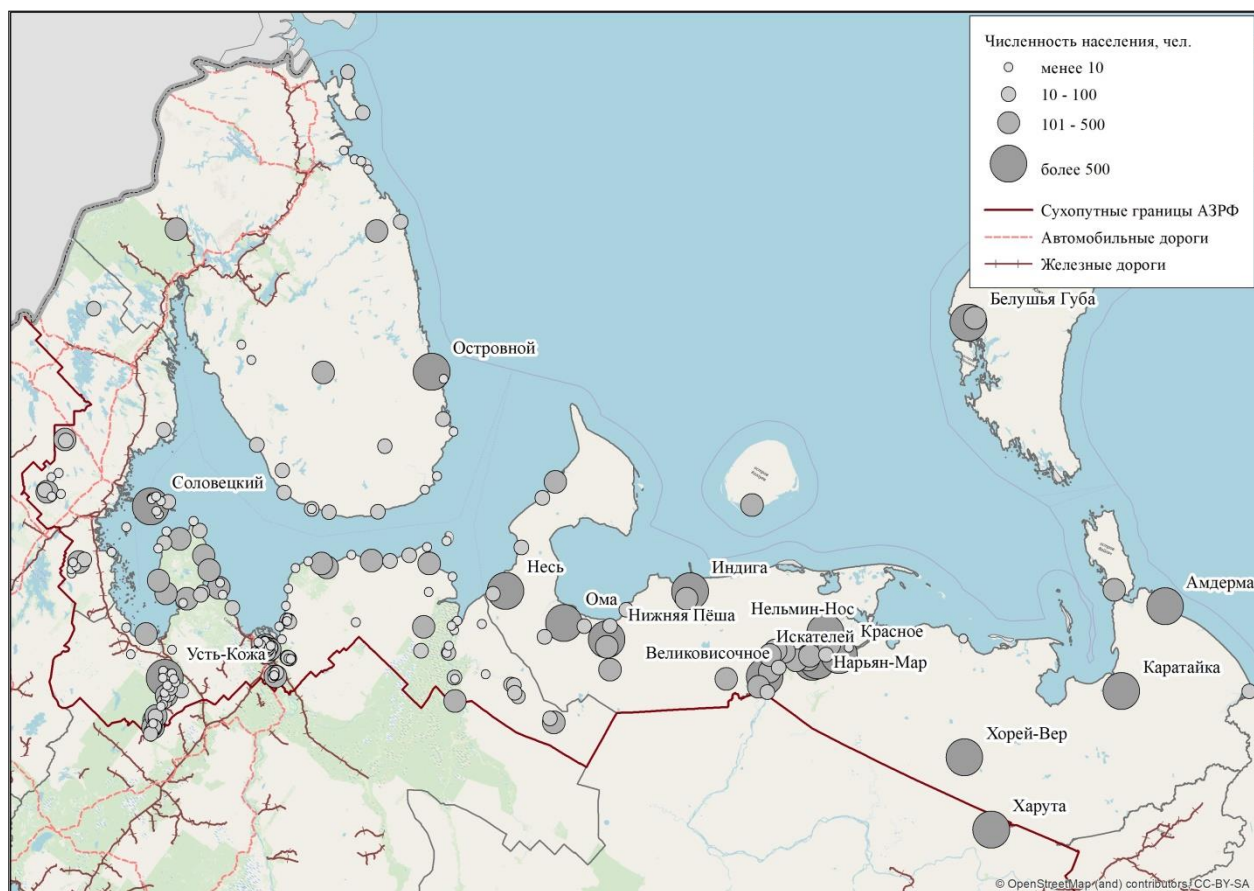 Численность населения, чел.
менее 10
10 - 100
101 - 500
более 500
Сухопутные границы АЗРФ
Автомобильные дороги
Железные дороги
Белушья Губа
Островной
Соловецкий
Несь
Индига
Амдерма
Ома
Нельмин-Нос
Нижняя Пёша
Искателей
Красное
Усть-Кожа
Великовисочное
Нарьян-Мар
Каратайка
Хорей-Вер
Харута
© OpenStreetMap (and) contributors, CC-BY-SA